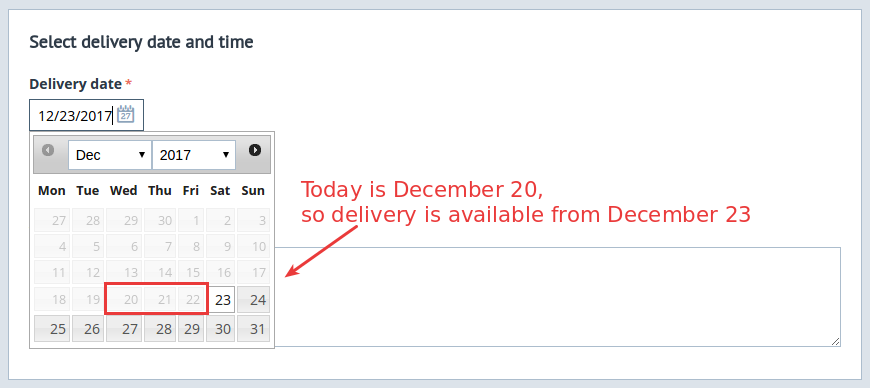 Select delivery date and time
Delivery date *
12/23/2017 27
Dec 2017
Mon Tue Wed Thu Fri Sat Sun
27 28 29 30 1 2 3
4 5 6 7 8 9 10
11 12 13 14 15 16 17
18 19 20 21 22 23 24
25 26 27 28 29 30 31
Today is December 20,
so delivery is available from December 23